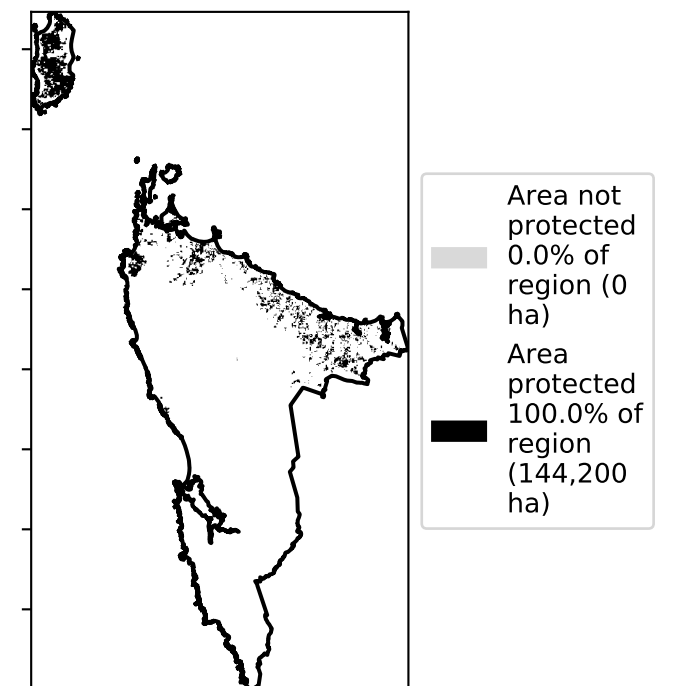 Area not
protected
0.0% of
region (0
ha)
Area
protected
100.0% of
region
(144,200
ha)